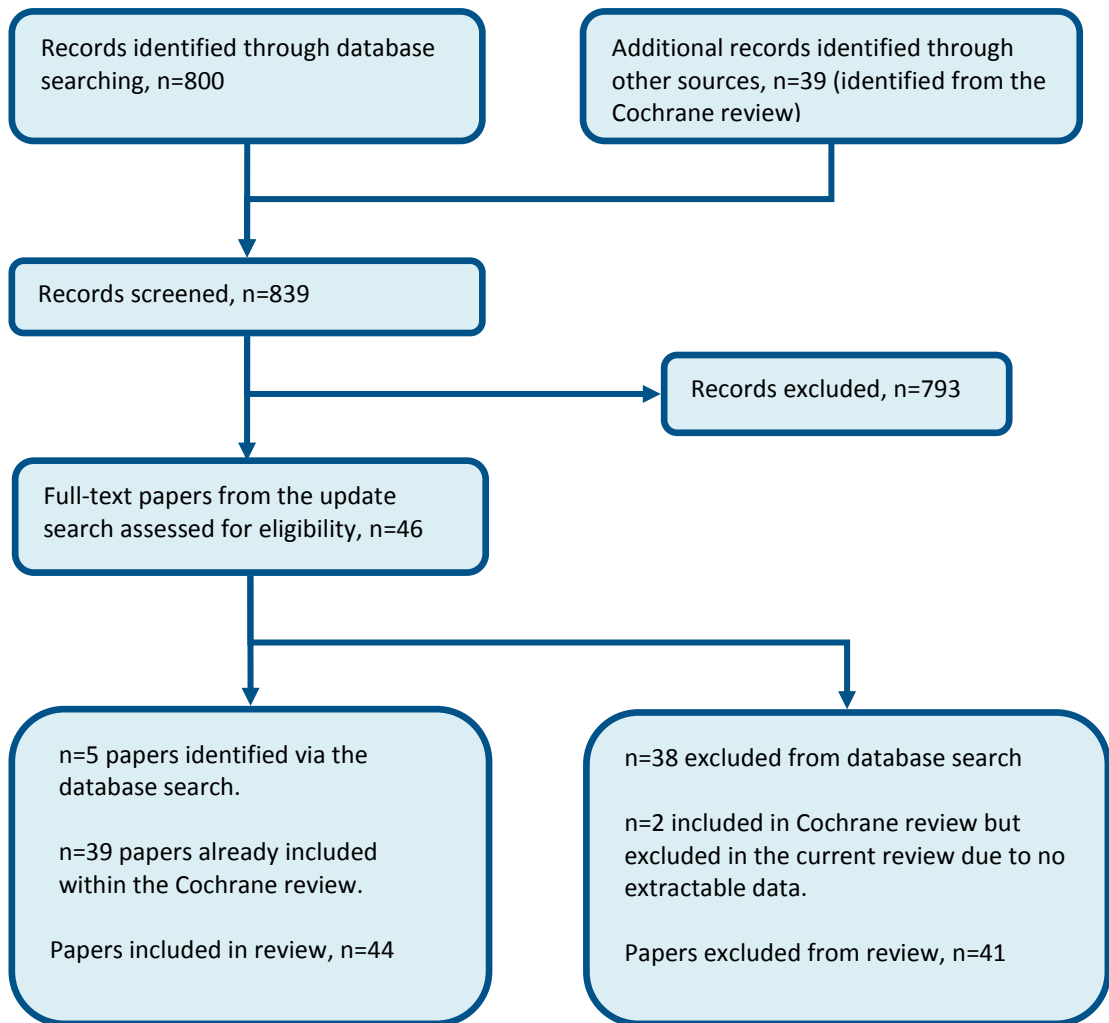 Records identified through database
searching, n=800
Additional records identified through
other sources, n=39 (identified from the
Cochrane review)
Records screened, n=839
Records excluded, n=793
Full-text papers from the update
search assessed for eligibility, n=46
n=5 papers identified via the
database search.
n=39 papers already included
within the Cochrane review.
Papers included in review, n=44
n=38 excluded from database search
n=2 included in Cochrane review but
excluded in the current review due to no
extractable data.
Papers excluded from review, n=41